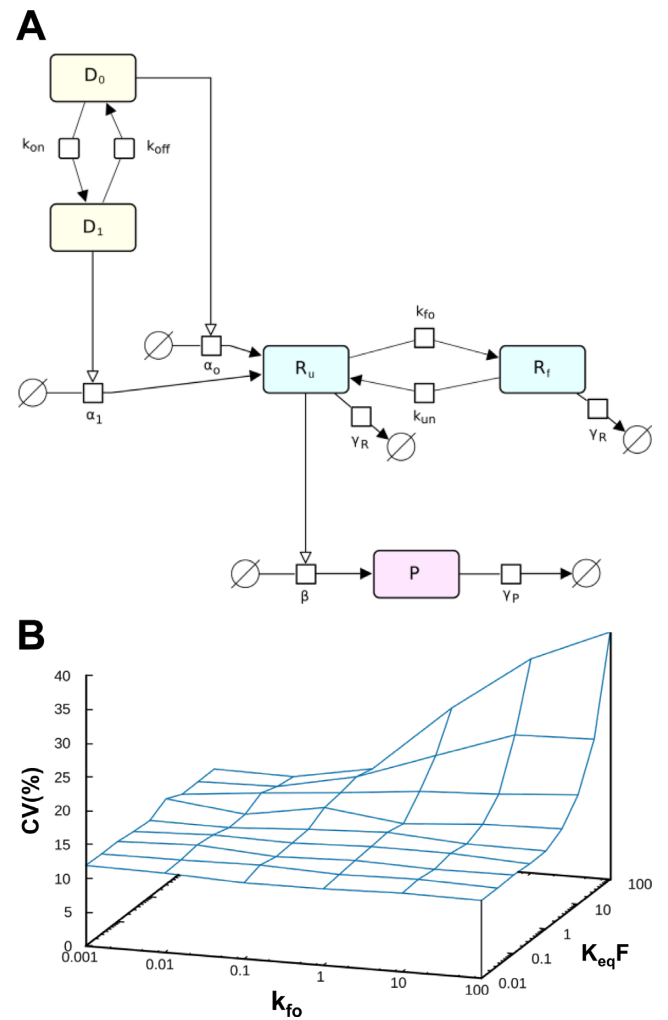 A
D₀
kon
koff
D₁
kfo
αo
Ru
Rf
α₁
kun
γR
γR
P
β
γP
B
40
35
30
25
20
15
10
5
0
CV(%)
0.001
0.01
0.1
1
10
100
kfo
0.01
0.1
1
10
100
KeqF